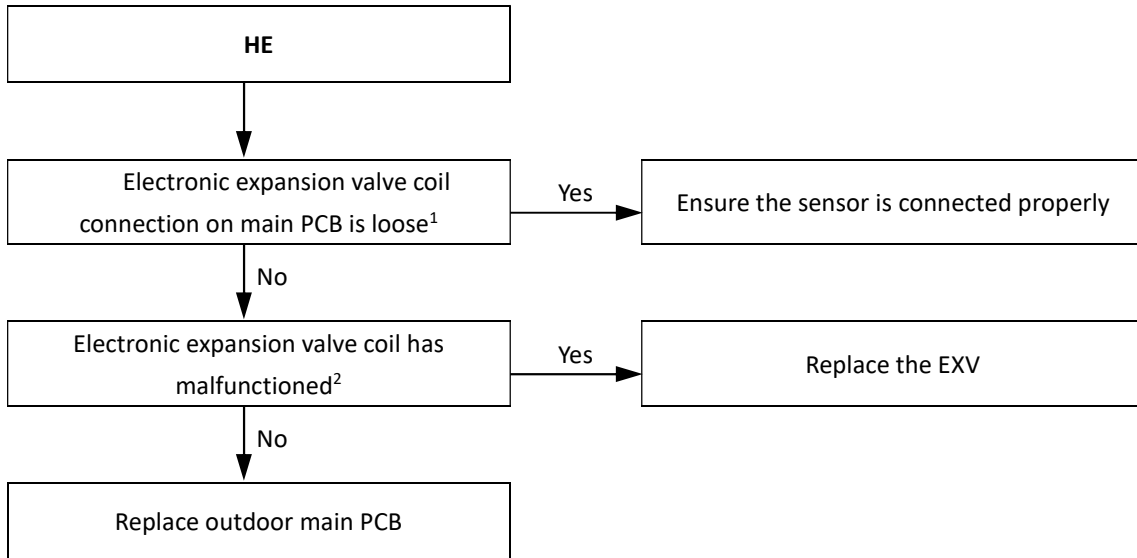 HE
Electronic expansion valve coil
connection on main PCB is loose¹
Yes
Ensure the sensor is connected properly
No
Electronic expansion valve coil has
malfunctioned²
Yes
Replace the EXV
No
Replace outdoor main PCB